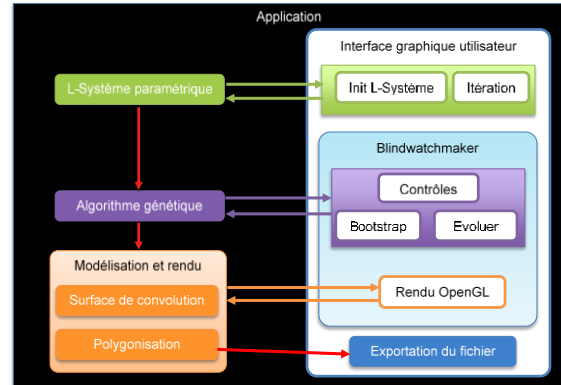 Application
Interface graphique utilisateur
L-Système paramétrique
Init L-Système
Itération
Blindwatchmaker
Contrôles
Algorithme génétique
Bootstrap
Evoluer
Modélisation et rendu
Surface de convolution
Rendu OpenGL
Polygonisation
Exportation du fichier